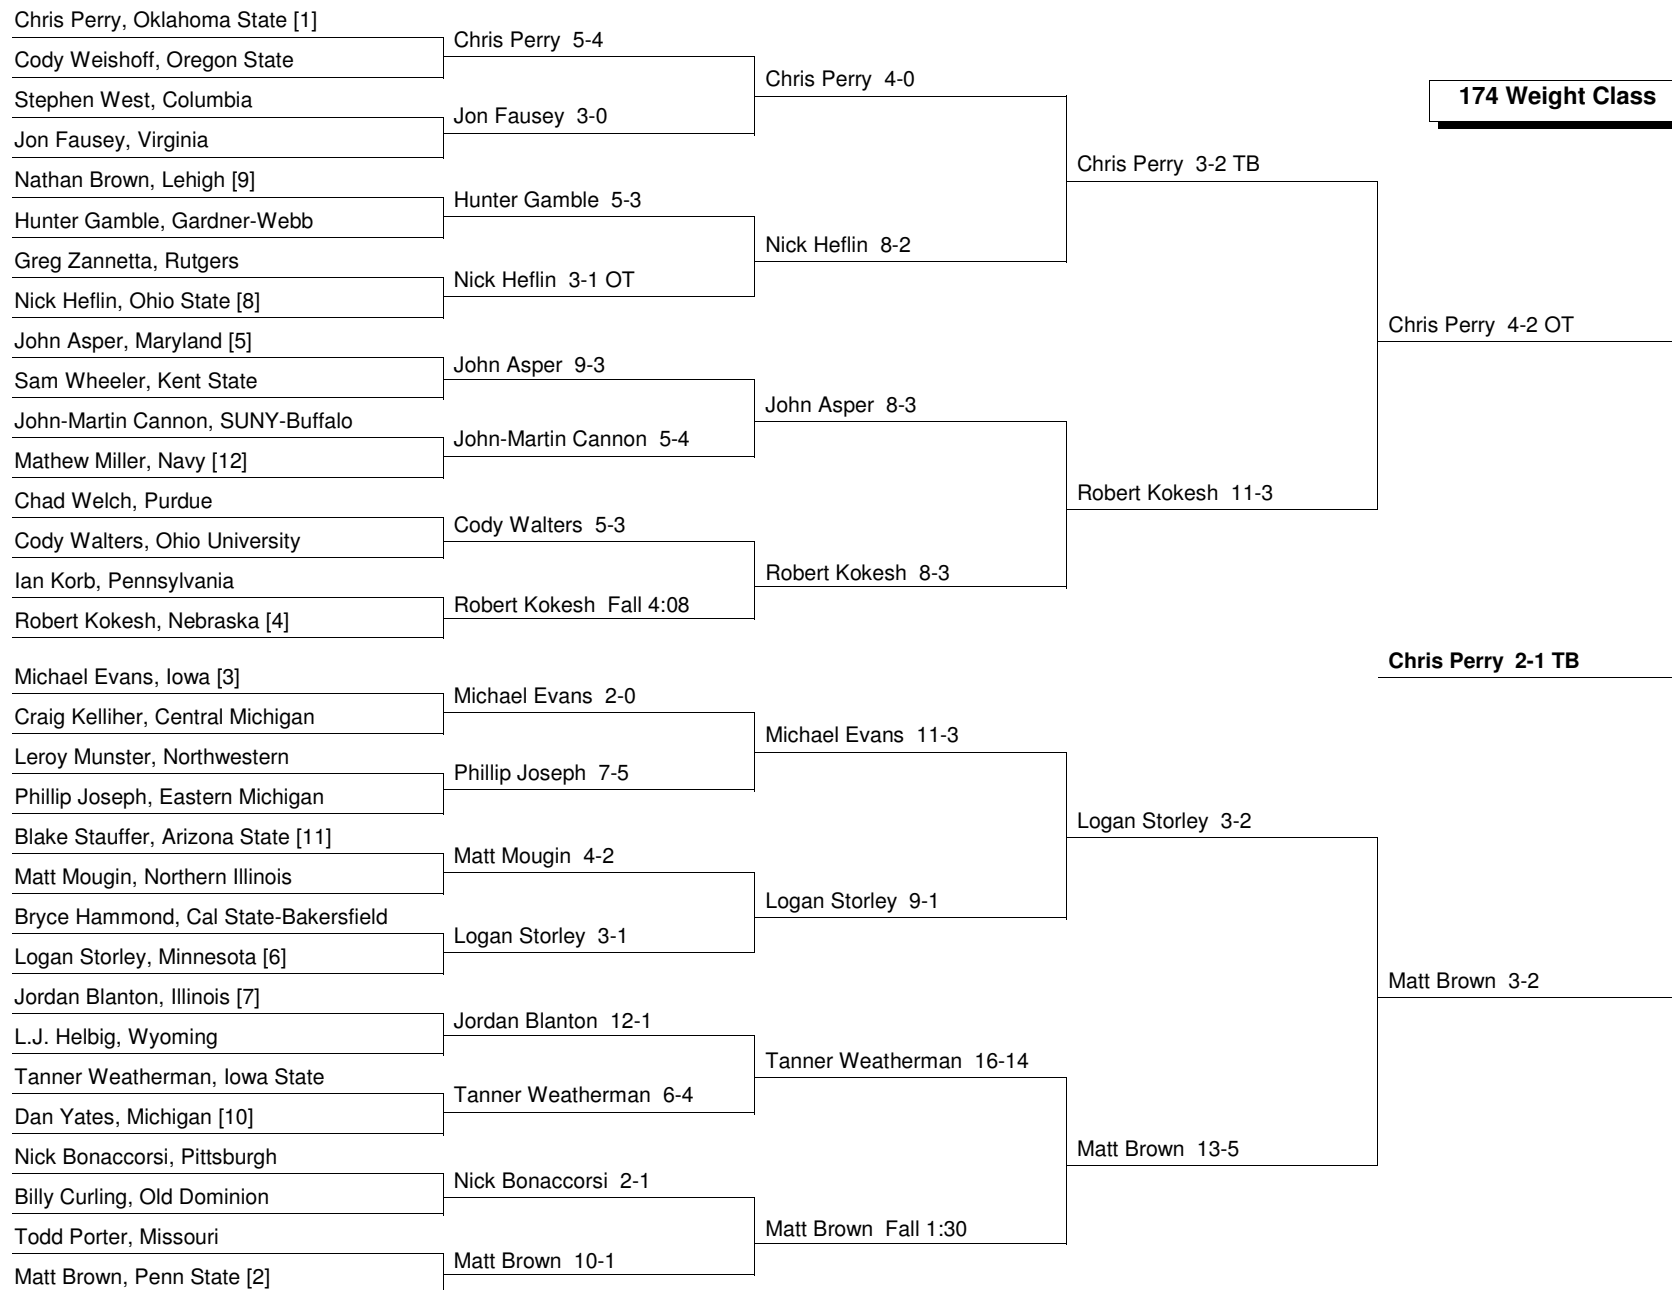 174 Weight Class
Chris Perry, Oklahoma State [1]
Cody Weishoff, Oregon State
Stephen West, Columbia
Jon Fausey, Virginia
Nathan Brown, Lehigh [9]
Hunter Gamble, Gardner-Webb
Greg Zannetta, Rutgers
Nick Heflin, Ohio State [8]
John Asper, Maryland [5]
Sam Wheeler, Kent State
John-Martin Cannon, SUNY-Buffalo
Mathew Miller, Navy [12]
Chad Welch, Purdue
Cody Walters, Ohio University
Ian Korb, Pennsylvania
Robert Kokesh, Nebraska [4]
Michael Evans, Iowa [3]
Craig Kelliher, Central Michigan
Leroy Munster, Northwestern
Phillip Joseph, Eastern Michigan
Blake Stauffer, Arizona State [11]
Matt Mougin, Northern Illinois
Bryce Hammond, Cal State-Bakersfield
Logan Storley, Minnesota [6]
Jordan Blanton, Illinois [7]
L.J. Helbig, Wyoming
Tanner Weatherman, Iowa State
Dan Yates, Michigan [10]
Nick Bonaccorsi, Pittsburgh
Billy Curling, Old Dominion
Todd Porter, Missouri
Matt Brown, Penn State [2]
Chris Perry 5-4
Jon Fausey 3-0
Hunter Gamble 5-3
Nick Heflin 3-1 OT
John Asper 9-3
John-Martin Cannon 5-4
Cody Walters 5-3
Robert Kokesh Fall 4:08
Michael Evans 2-0
Phillip Joseph 7-5
Matt Mougin 4-2
Logan Storley 3-1
Jordan Blanton 12-1
Tanner Weatherman 6-4
Nick Bonaccorsi 2-1
Matt Brown 10-1
Chris Perry 4-0
Nick Heflin 8-2
John Asper 8-3
Robert Kokesh 8-3
Michael Evans 11-3
Logan Storley 9-1
Tanner Weatherman 16-14
Matt Brown Fall 1:30
Chris Perry 3-2 TB
Robert Kokesh 11-3
Logan Storley 3-2
Matt Brown 13-5
Chris Perry 4-2 OT
Matt Brown 3-2
Chris Perry 2-1 TB